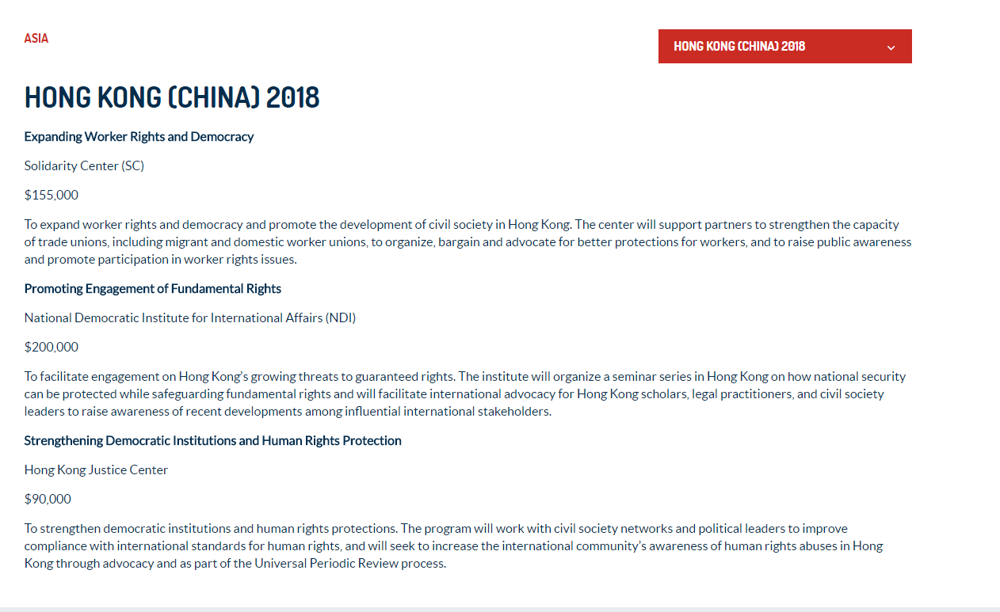 ASIA
HONG KONG (CHINA) 2018
HONG KONG (CHINA) 2018
Expanding Worker Rights and Democracy
Solidarity Center (SC)
$155,000
To expand worker rights and democracy and promote the development of civil society in Hong Kong. The center will support partners to strengthen the capacity
of trade unions, including migrant and domestic worker unions, to organize, bargain and advocate for better protections for workers, and to raise public awareness
and promote participation in worker rights issues.
Promoting Engagement of Fundamental Rights
National Democratic Institute for International Affairs (NDI)
$200,000
To facilitate engagement on Hong Kong’s growing threats to guaranteed rights. The institute will organize a seminar series in Hong Kong on how national security
can be protected while safeguarding fundamental rights and will facilitate international advocacy for Hong Kong scholars, legal practitioners, and civil society
leaders to raise awareness of recent developments among influential international stakeholders.
Strengthening Democratic Institutions and Human Rights Protection
Hong Kong Justice Center
$90,000
To strengthen democratic institutions and human rights protections. The program will work with civil society networks and political leaders to improve
compliance with international standards for human rights, and will seek to increase the international community’s awareness of human rights abuses in Hong
Kong through advocacy and as part of the Universal Periodic Review process.